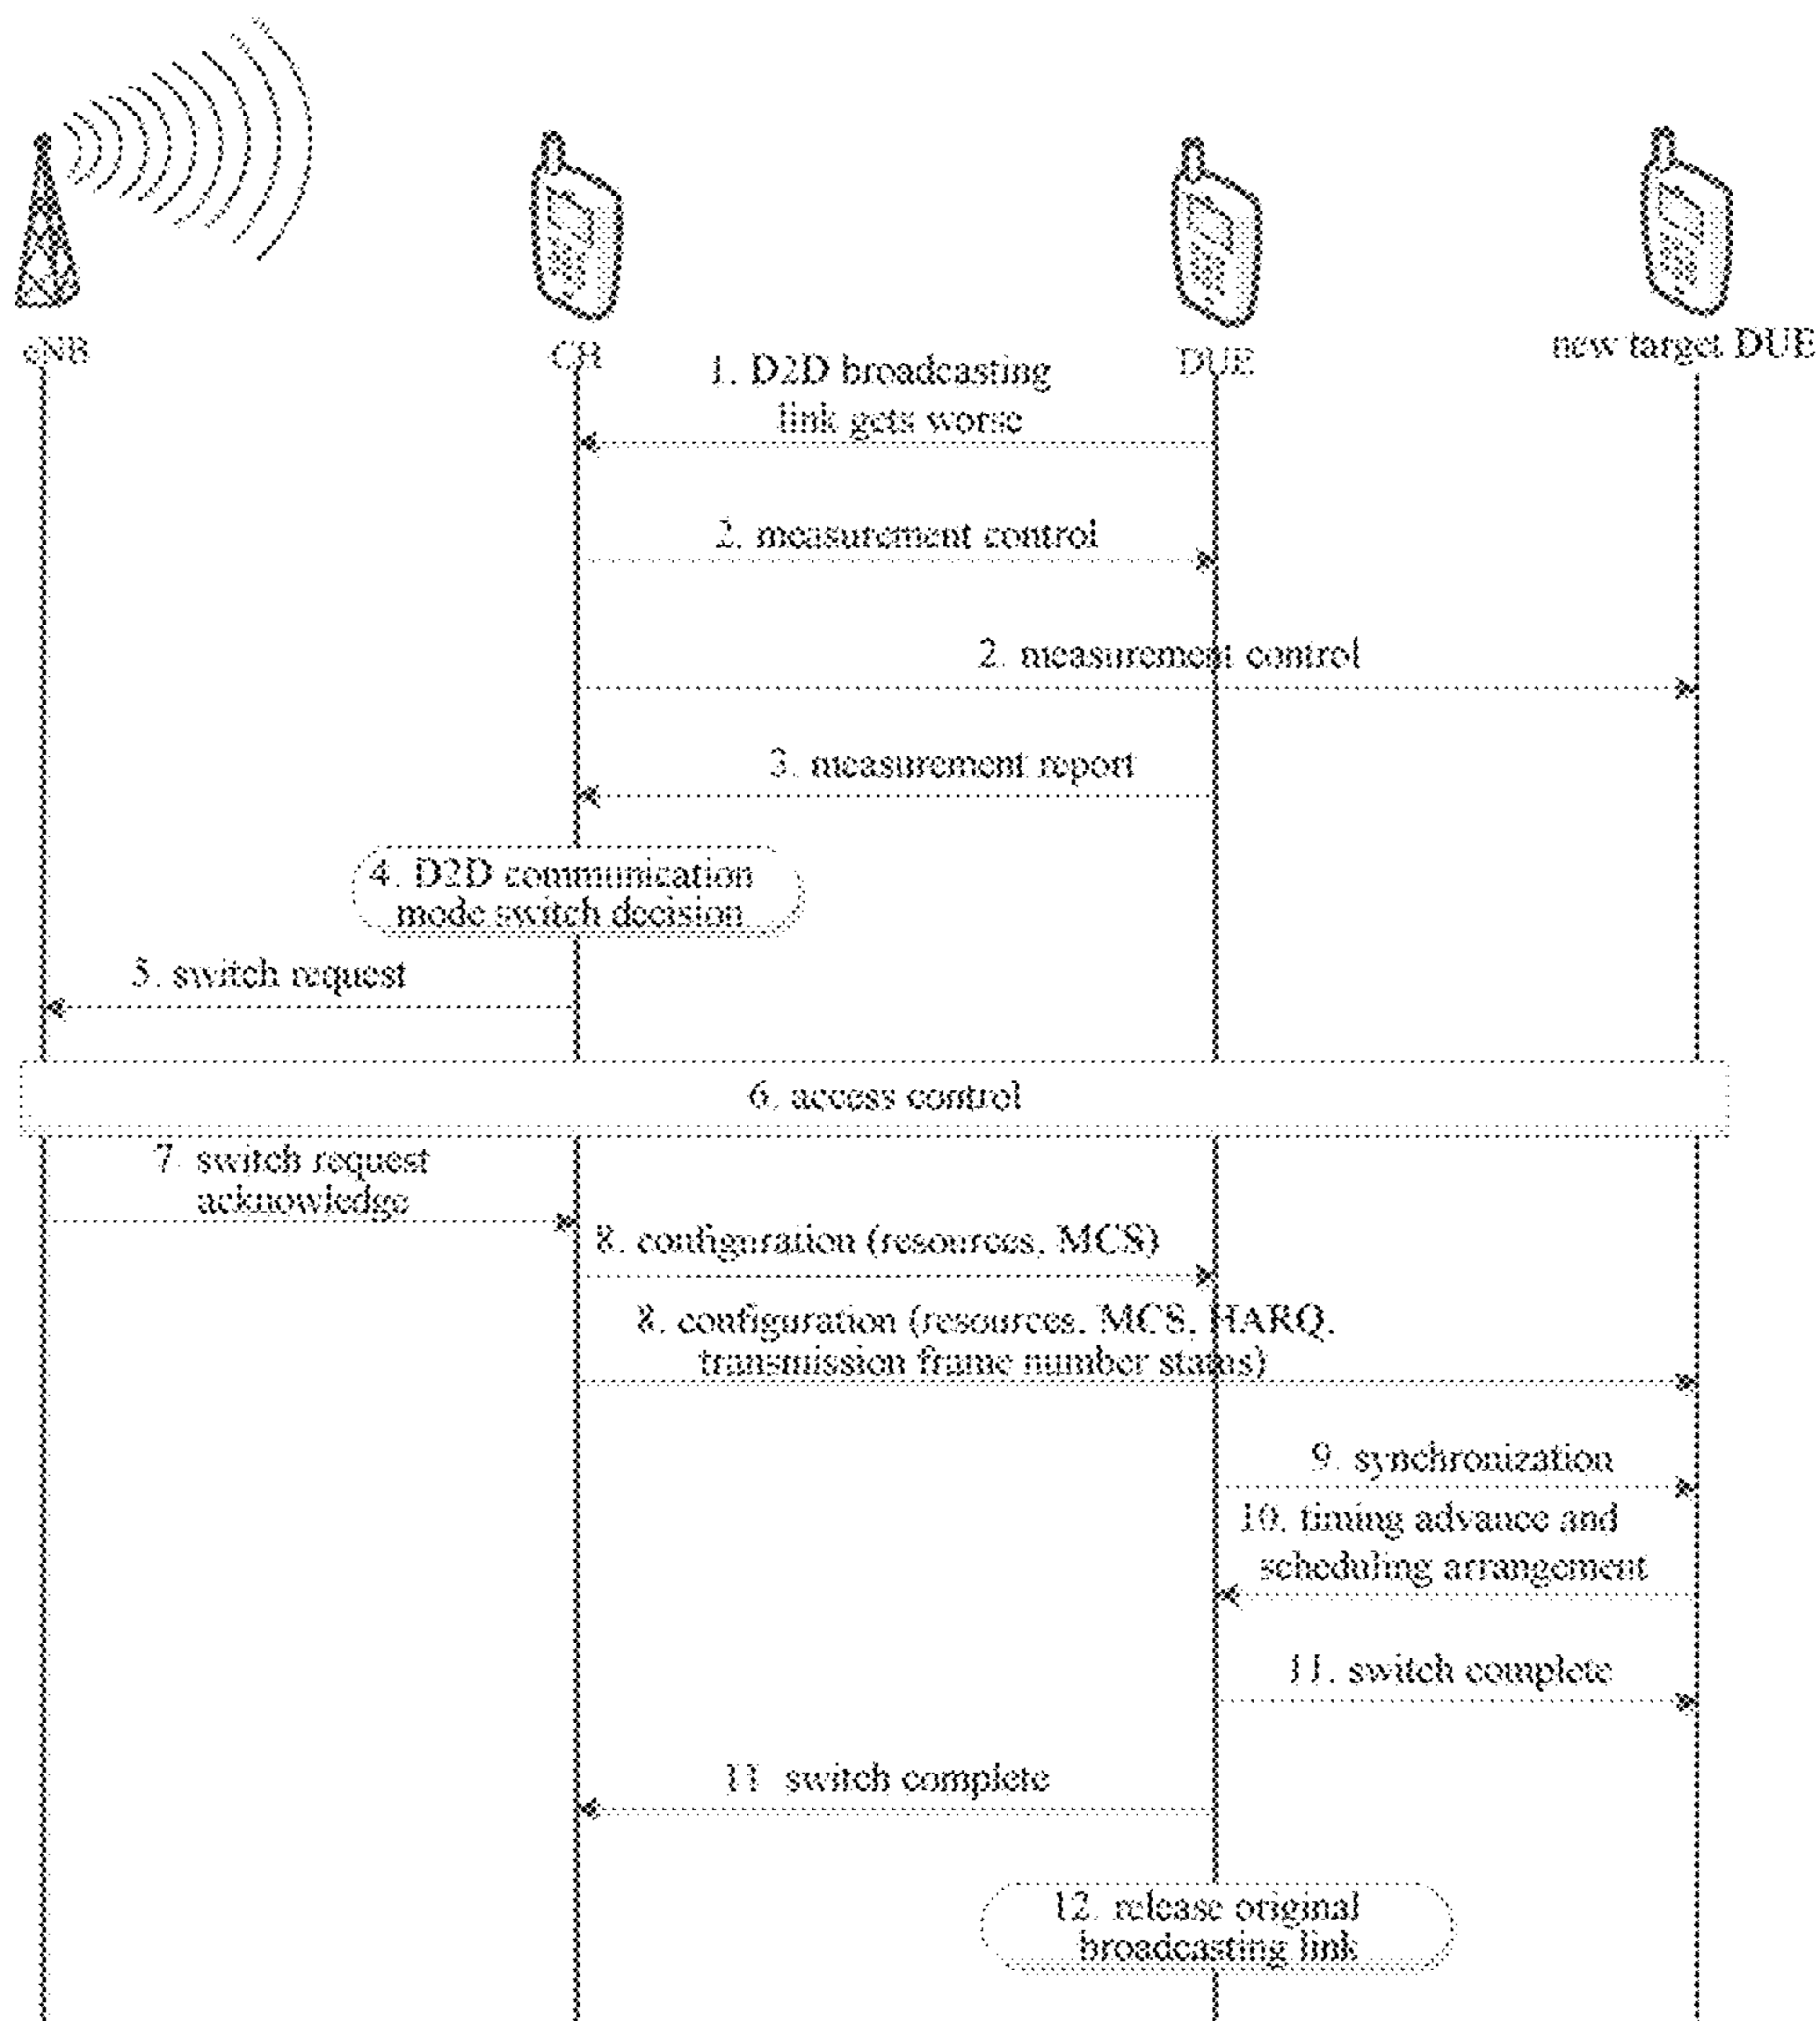 eNB
CH
DUE
new target DUE
1. D2D broadcasting
link gets worse
2. measurement control
2. measurement control
3. measurement report
4. D2D communication
mode switch decision
5. switch request
6. access control
7. switch request
acknowledge
8. configuration (resources, MCS)
8. configuration (resources, MCS, HARQ,
transmission frame number status)
9. synchronization
10. timing advance and
scheduling arrangement
11. switch complete
11. switch complete
12. release original
broadcasting link